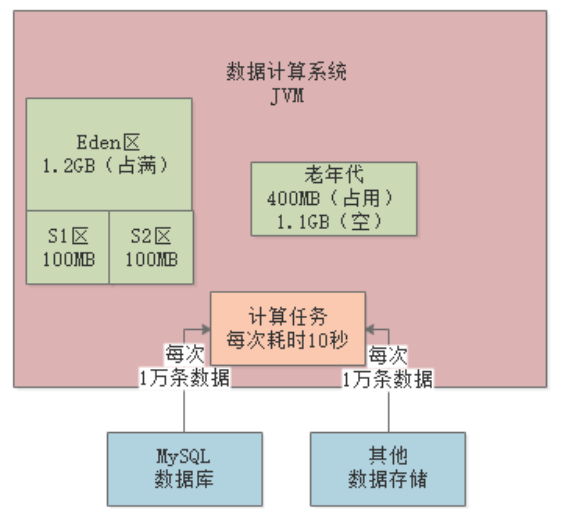 数据计算系统
JVM
Eden区
1.2GB（占满）
S1区
100MB
S2区
100MB
老年代
400MB（占用）
1.1GB（空）
计算任务
每次耗时10秒
每次
1万条数据
每次
1万条数据
MySQL
数据库
其他
数据存储